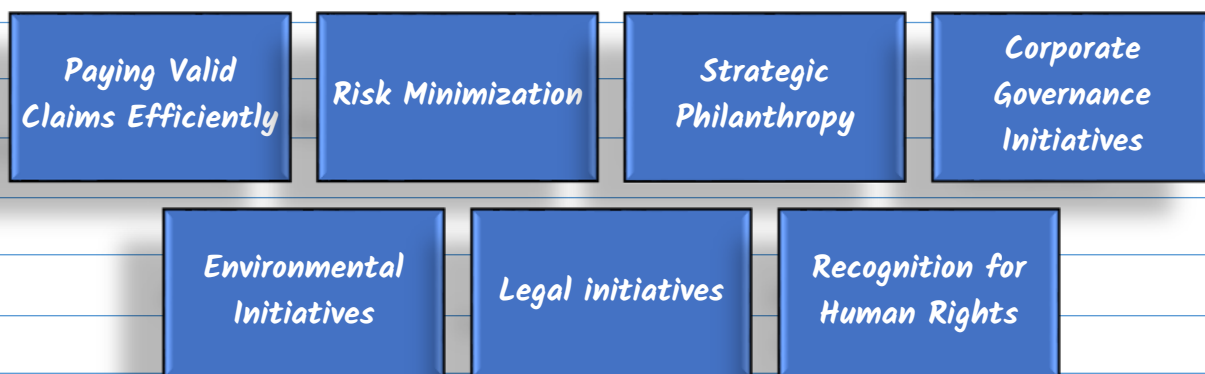 Paying Valid
Claims Efficiently
Risk Minimization
Strategic
Philanthropy
Corporate
Governance
Initiatives
Environmental
Initiatives
Legal initiatives
Recognition for
Human Rights